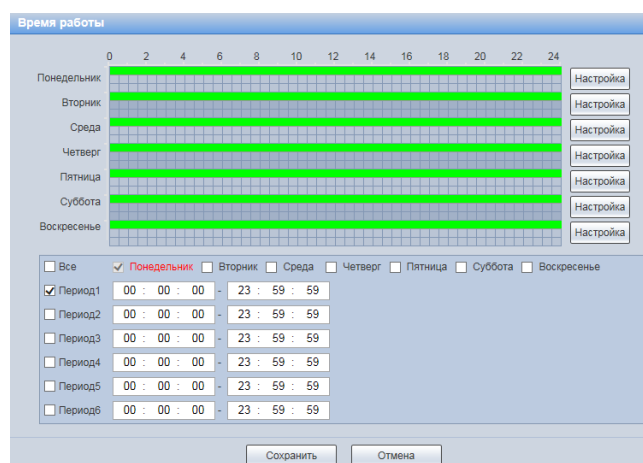 Время работы
0 2 4 6 8 10 12 14 16 18 20 22 24
Понедельник Настройка
Вторник Настройка
Среда Настройка
Четверг Настройка
Пятница Настройка
Суббота Настройка
Воскресенье Настройка
Все Понедельник Вторник Среда Четверг Пятница Суббота Воскресенье
Период1 00 : 00 : 00 - 23 : 59 : 59
Период2 00 : 00 : 00 - 23 : 59 : 59
Период3 00 : 00 : 00 - 23 : 59 : 59
Период4 00 : 00 : 00 - 23 : 59 : 59
Период5 00 : 00 : 00 - 23 : 59 : 59
Период6 00 : 00 : 00 - 23 : 59 : 59
Сохранить Отмена